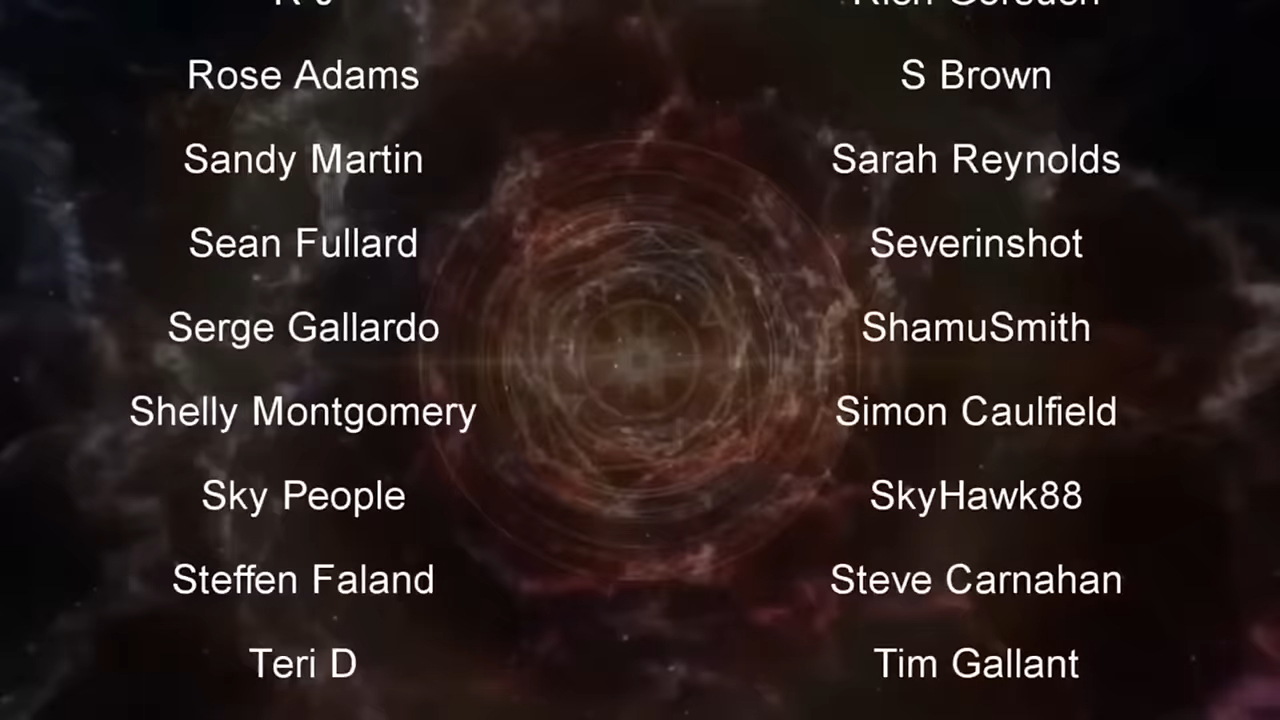 Rose Adams
S Brown
Sandy Martin
Sarah Reynolds
Sean Fullard
Severinshot
Serge Gallardo
ShamuSmith
Shelly Montgomery
Simon Caulfield
Sky People
SkyHawk88
Steffen Faland
Steve Carnahan
Teri D
Tim Gallant